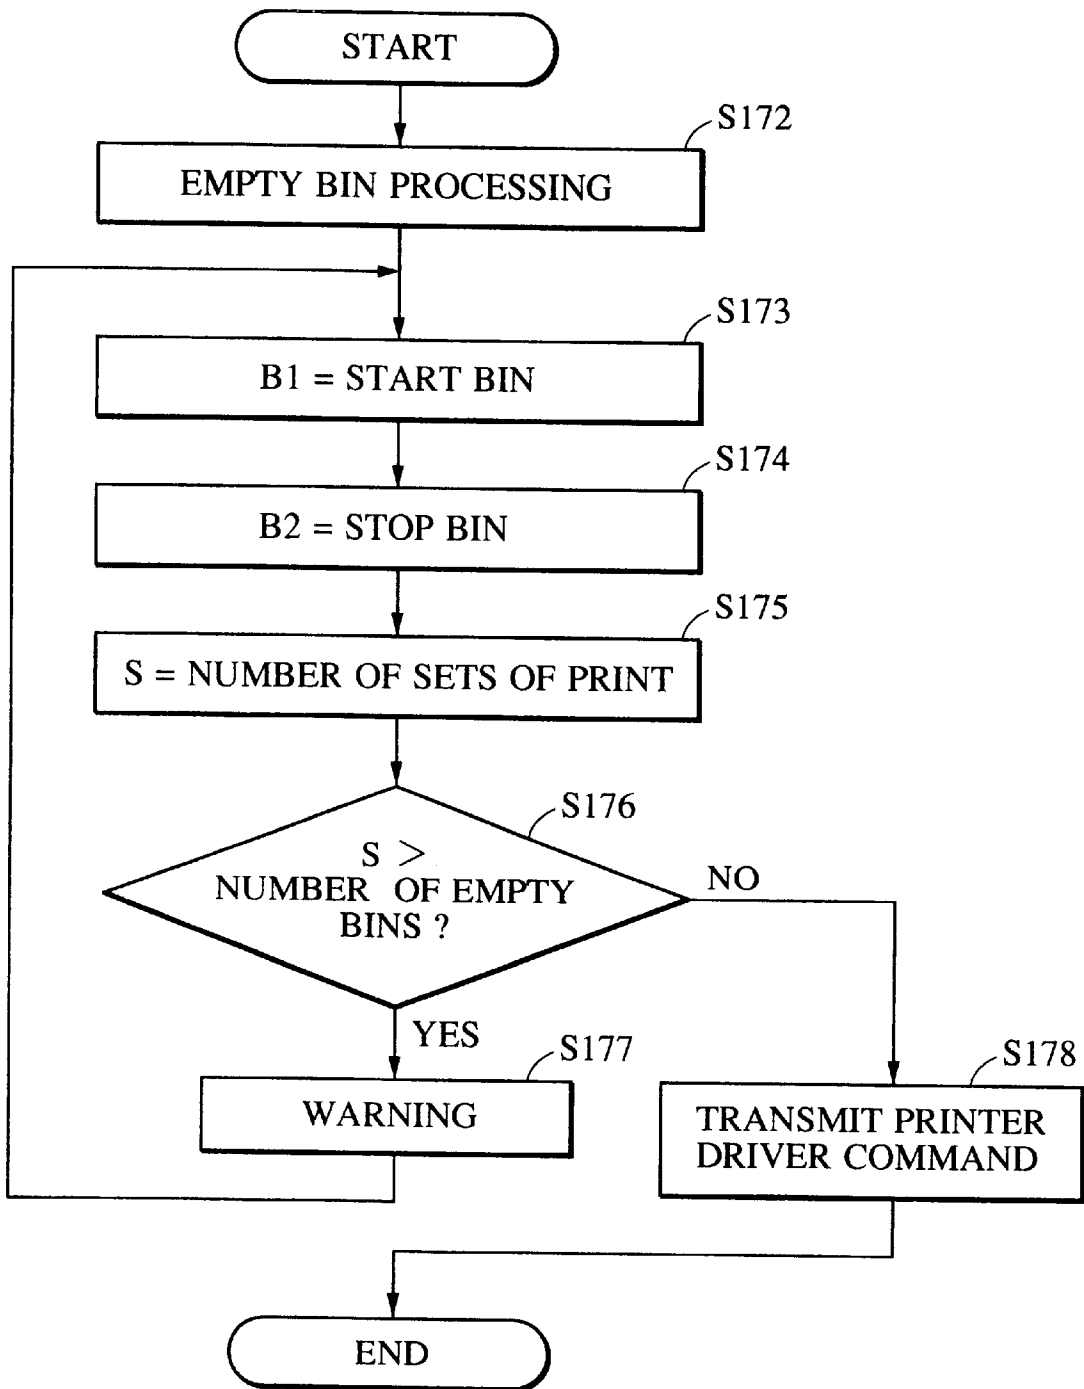 START
S172
EMPTY BIN PROCESSING
S173
B1 = START BIN
S174
B2 = STOP BIN
S175
S = NUMBER OF SETS OF PRINT
S176
S >
NUMBER OF EMPTY
BINS ?
NO
YES
S177
WARNING
S178
TRANSMIT PRINTER
DRIVER COMMAND
END